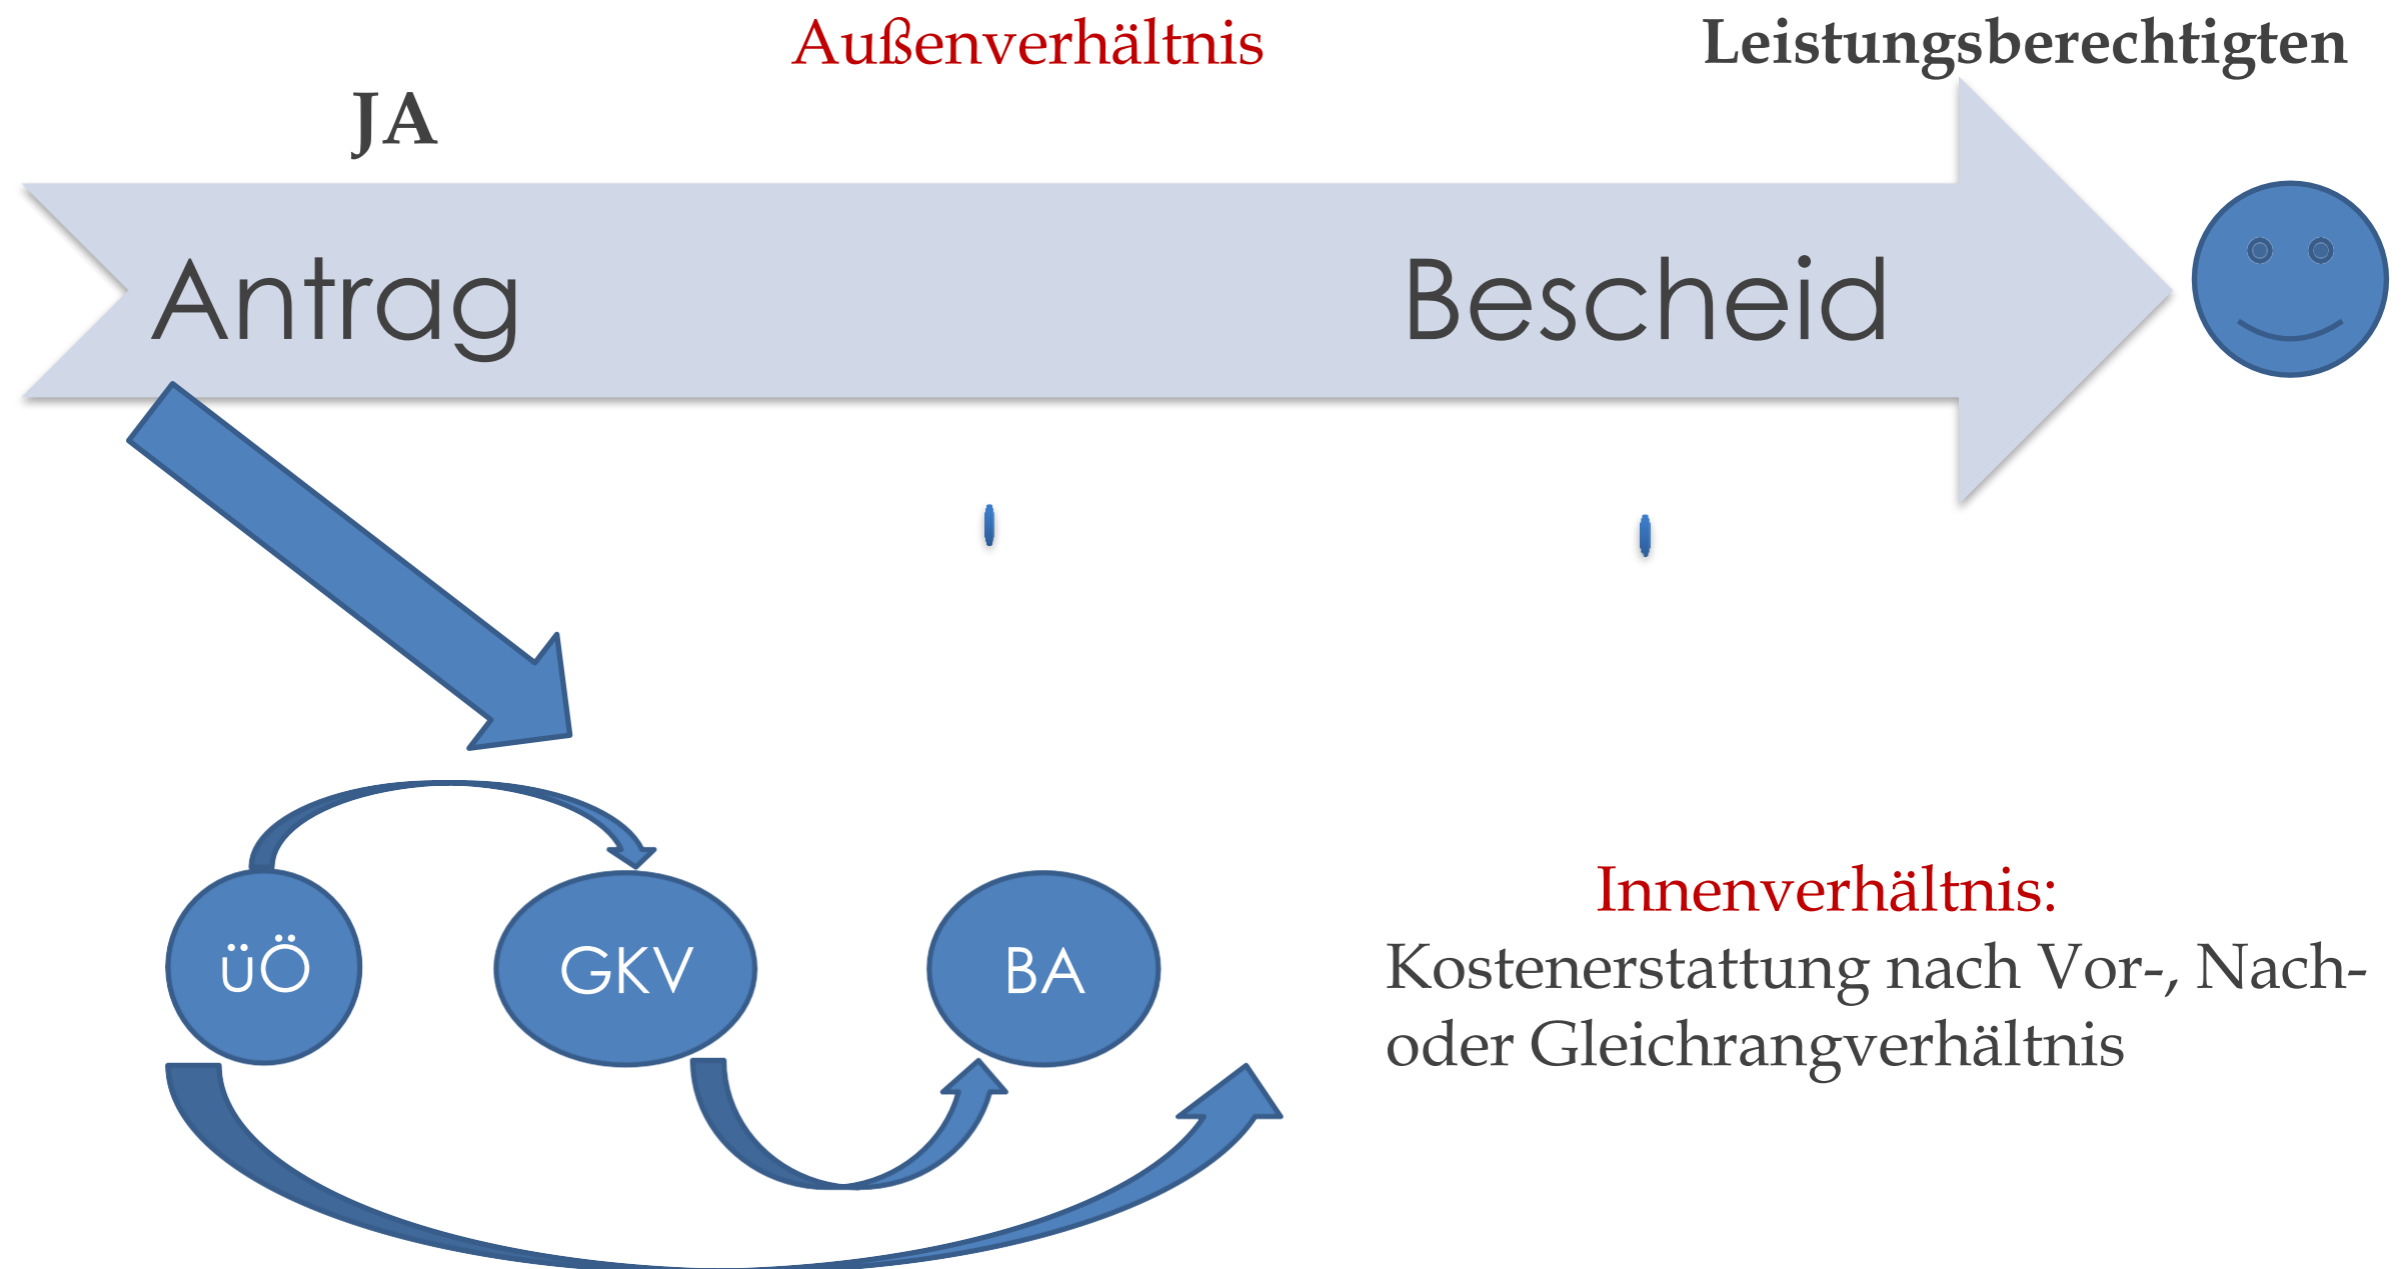 Außenverhältnis
Leistungsberechtigten
JA
Antrag
Bescheid
üÖ
GKV
BA
Innenverhältnis:
Kostenerstattung nach Vor-, Nach-
oder Gleichrangverhältnis